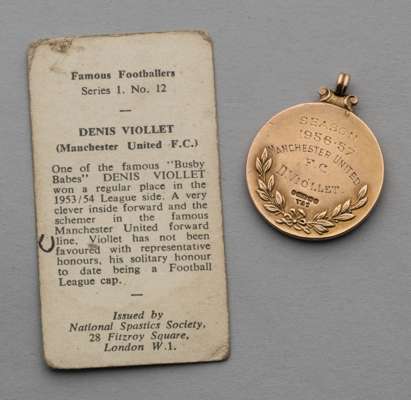 Famous Footballers
Series 1. No. 12
DENIS VIOLLET
(Manchester United F.C.)
One of the famous "Busby
Babes" DENIS VIOLLET
won a regular place in the
1953/54 League side. A very
clever inside forward and the
schemer in the famous
Manchester United forward
line, Viollet has not been
favoured with representative
honours, his solitary honour
to date being a Football
League cap.
Issued by
National Spastics Society,
28 Fitzroy Square,
London W.1.
SEASON
1956-57
MANCHESTER UNITED
F.C.
D.VIOLLET